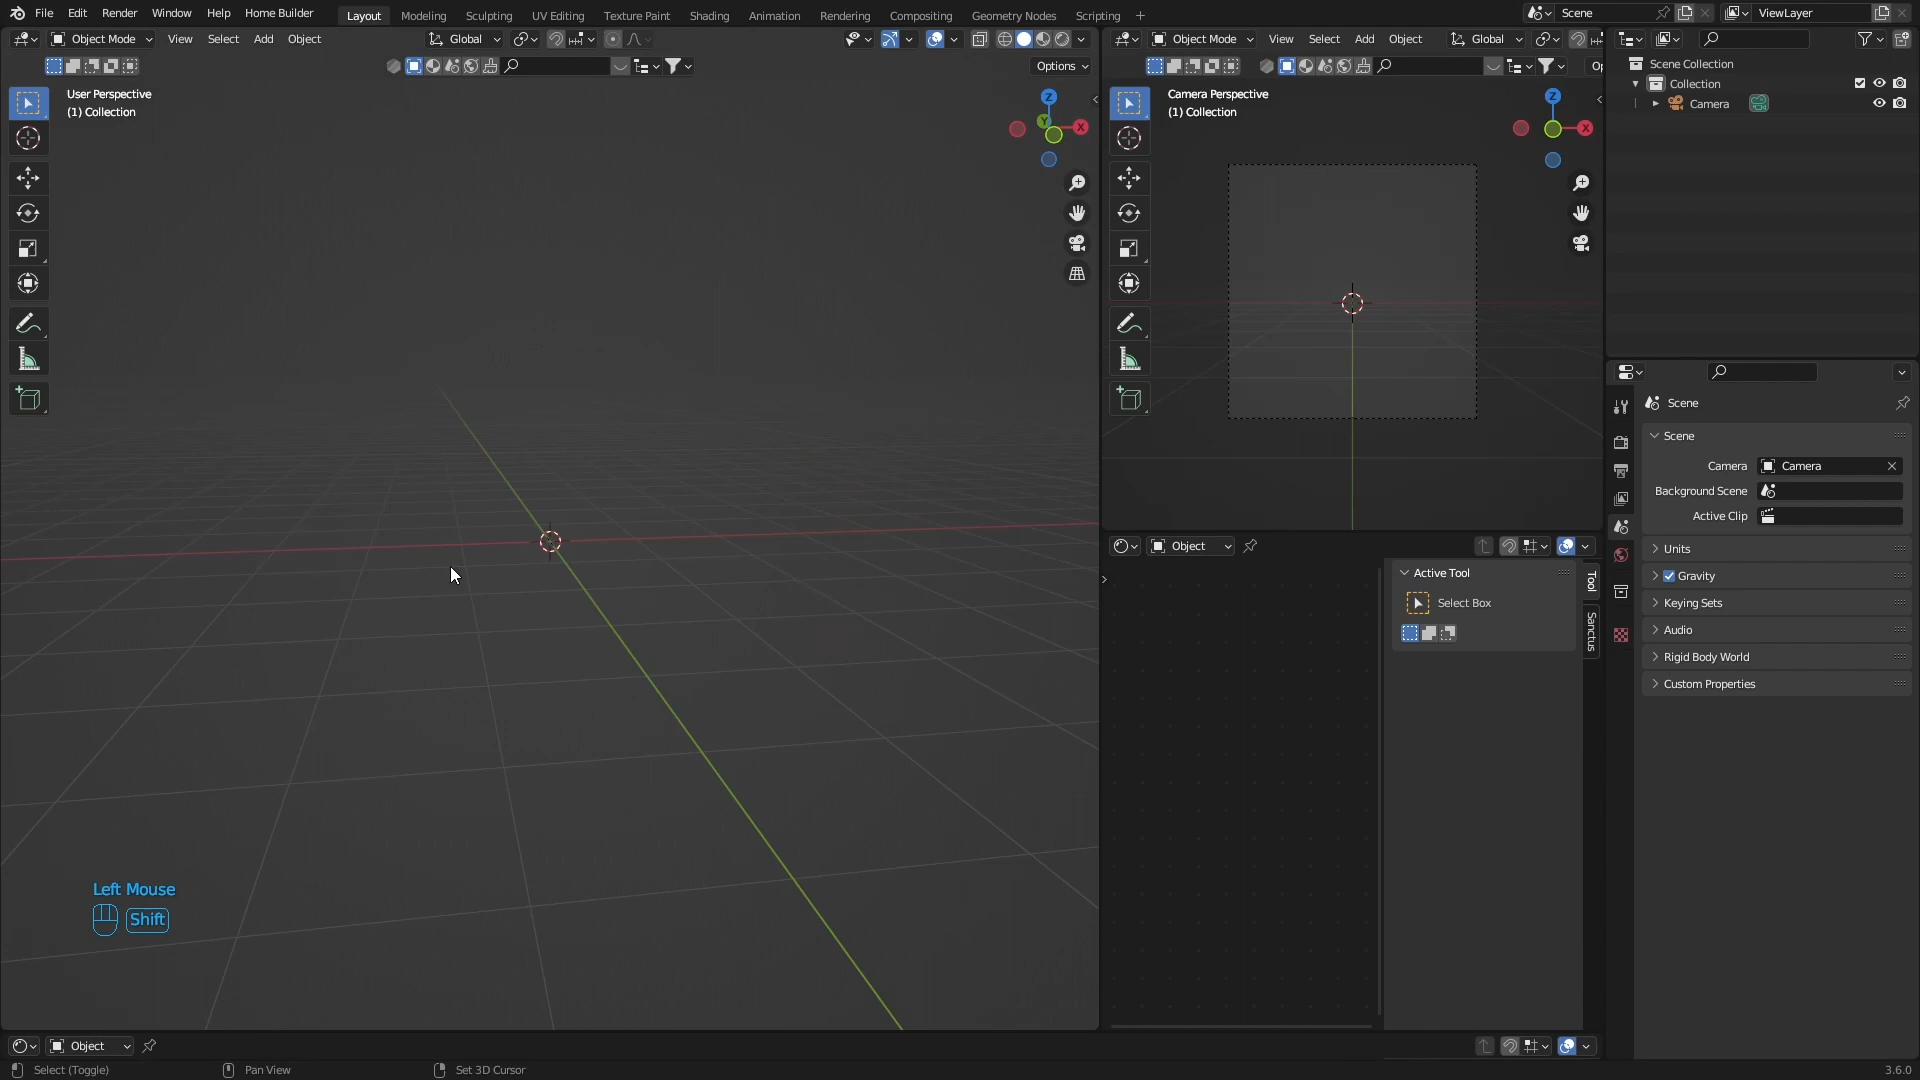 File Edit Render Window Help Home Builder Layout Modeling Sculpting UV Editing Texture Paint Shading Animation Rendering Compositing Geometry Nodes Scripting + Scene ViewLayer
Object Mode View Select Add Object Global
Object Mode View Select Add Object Global
Options
Op
User Perspective
(1) Collection
Z
Y
X
Camera Perspective
(1) Collection
Z
X
Scene Collection
Collection
Camera
Scene
Scene
Camera Camera
Background Scene
Active Clip
Units
Gravity
Keying Sets
Audio
Rigid Body World
Custom Properties
Object
Active Tool
Select Box
Tool
Sanctus
Left Mouse
Shift
Object
Select (Toggle) Pan View Set 3D Cursor 3.6.0